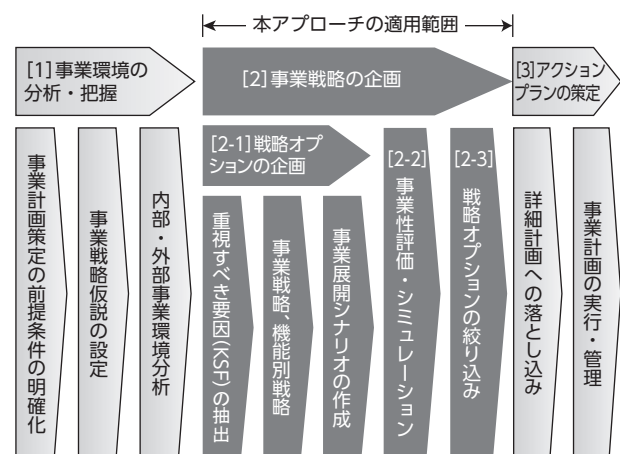 本アプローチの適用範囲
[1]事業環境の
分析・把握
[2]事業戦略の企画
[3]アクション
プランの策定
[2-1]戦略オプ
ションの企画
[2-2]
[2-3]
事業計画策定の前提条件の明確化
事業戦略仮説の設定
内部・外部事業環境分析
重視すべき要因(KSF)の抽出
事業戦略、機能別戦略
事業展開シナリオの作成
事業性評価・シミュレーション
戦略オプションの絞り込み
詳細計画への落とし込み
事業計画の実行・管理